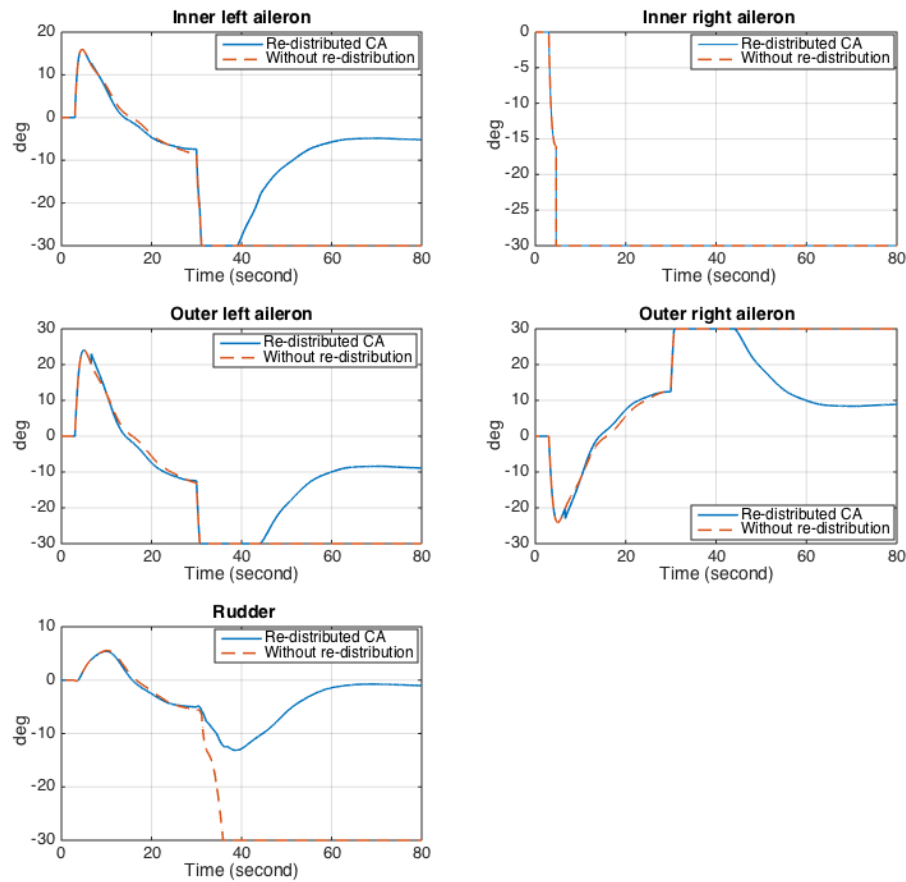 Inner left aileron
20
10
0
-10
-20
-30
deg
Re-distributed CA
Without re-distribution
0 20 40 60 80
Time (second)
Inner right aileron
0
-5
-10
-15
-20
-25
-30
deg
Re-distributed CA
Without re-distribution
0 20 40 60 80
Time (second)
Outer left aileron
30
20
10
0
-10
-20
-30
deg
Re-distributed CA
Without re-distribution
0 20 40 60 80
Time (second)
Outer right aileron
30
20
10
0
-10
-20
-30
deg
Re-distributed CA
Without re-distribution
0 20 40 60 80
Time (second)
Rudder
10
0
-10
-20
-30
deg
Re-distributed CA
Without re-distribution
0 20 40 60 80
Time (second)